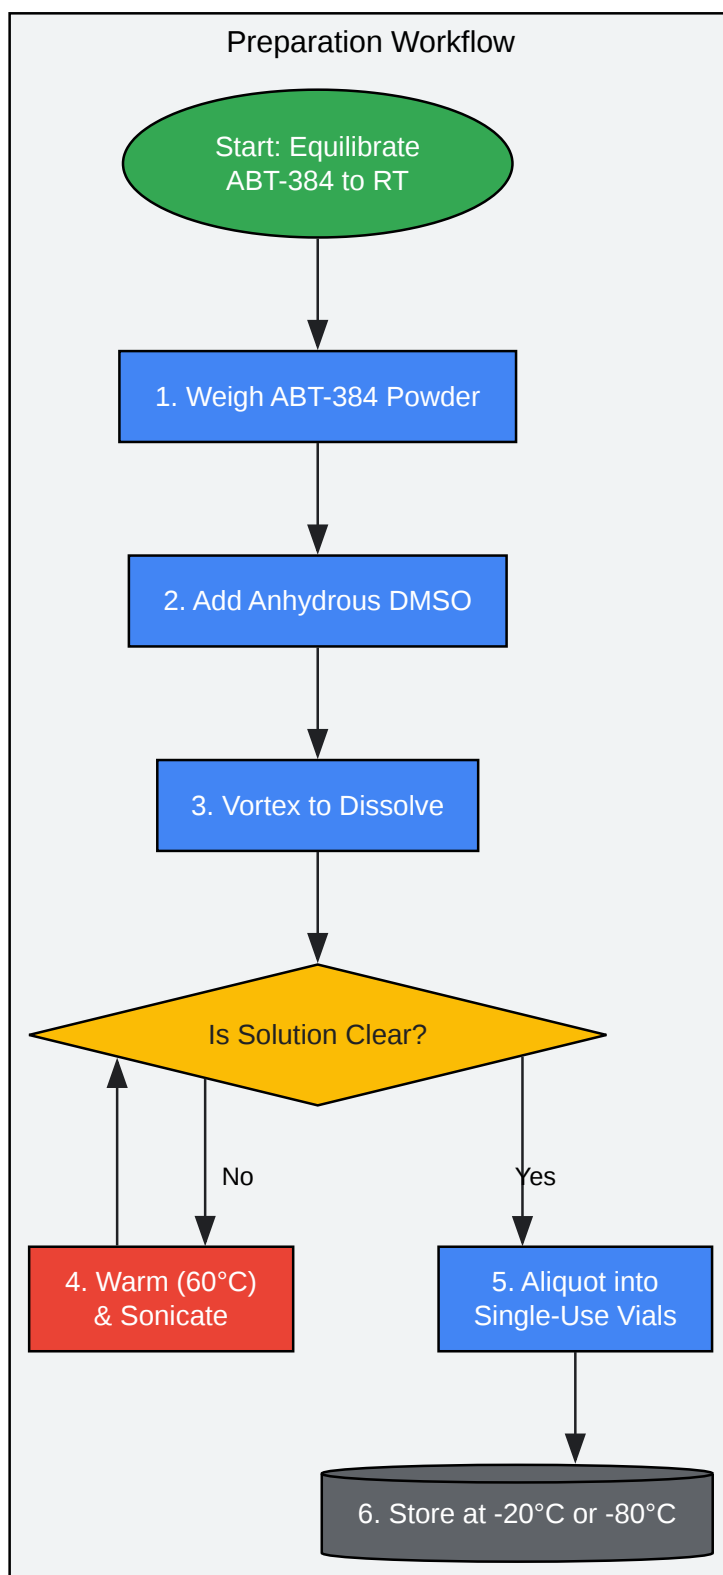 Preparation Workflow
Start: Equilibrate
ABT-384 to RT
1. Weigh ABT-384 Powder
2. Add Anhydrous DMSO
3. Vortex to Dissolve
Is Solution Clear?
No
Yes
4. Warm (60°C)
& Sonicate
5. Aliquot into
Single-Use Vials
6. Store at -20°C or -80°C